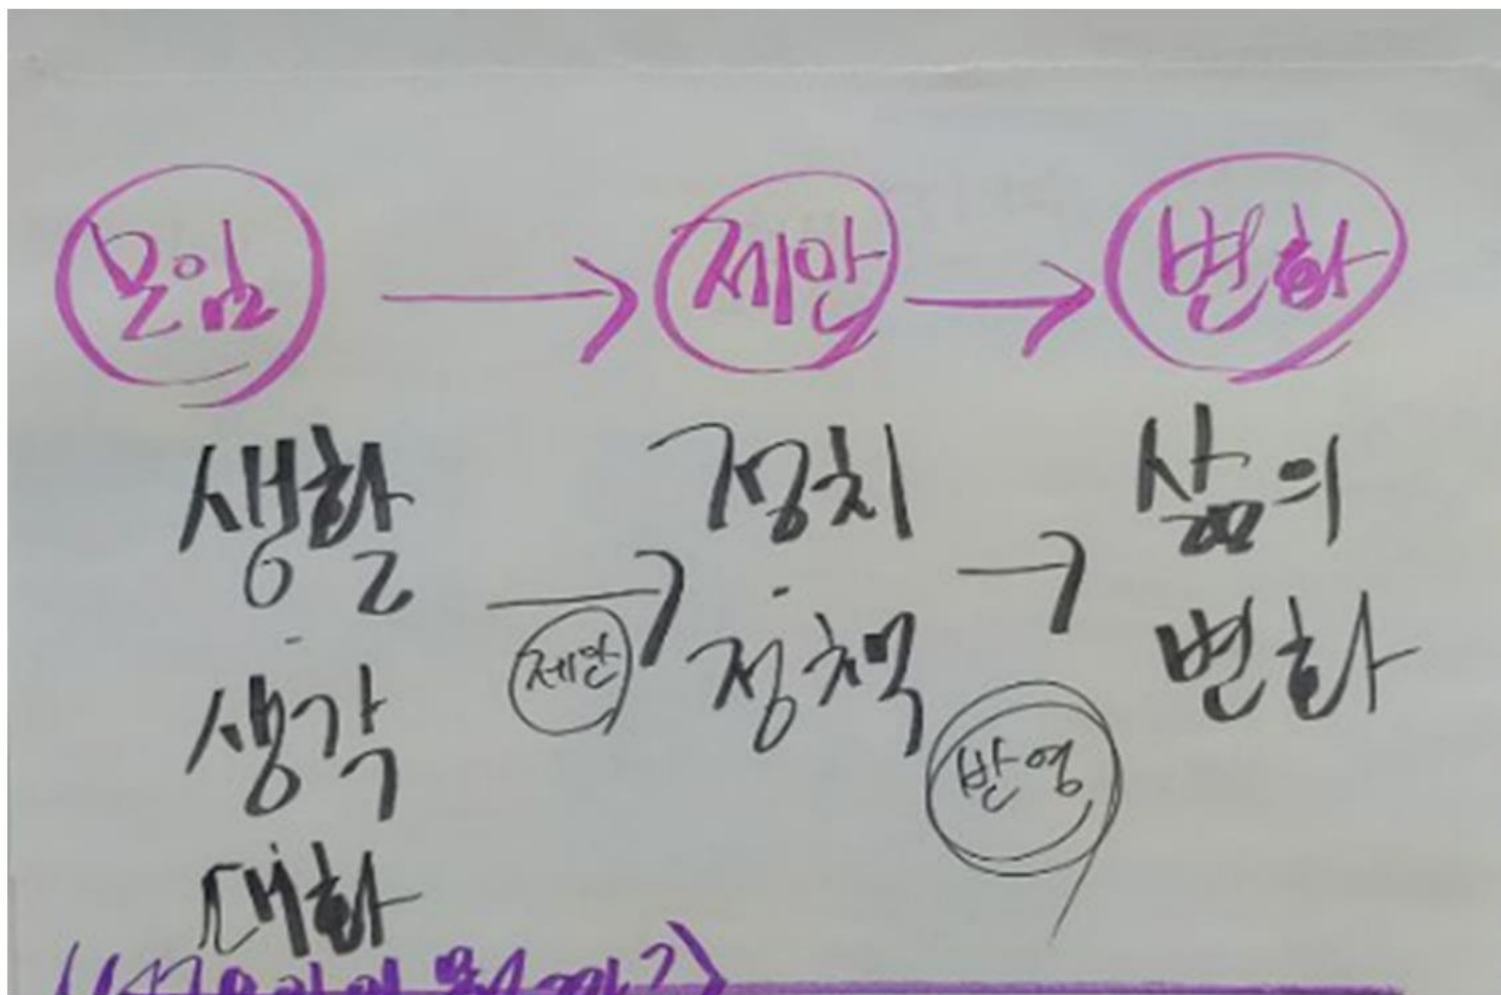 모임 → 제안 → 변화
생활 · 생각 대화
제안
정치 · 정책
반영
삶의 변화